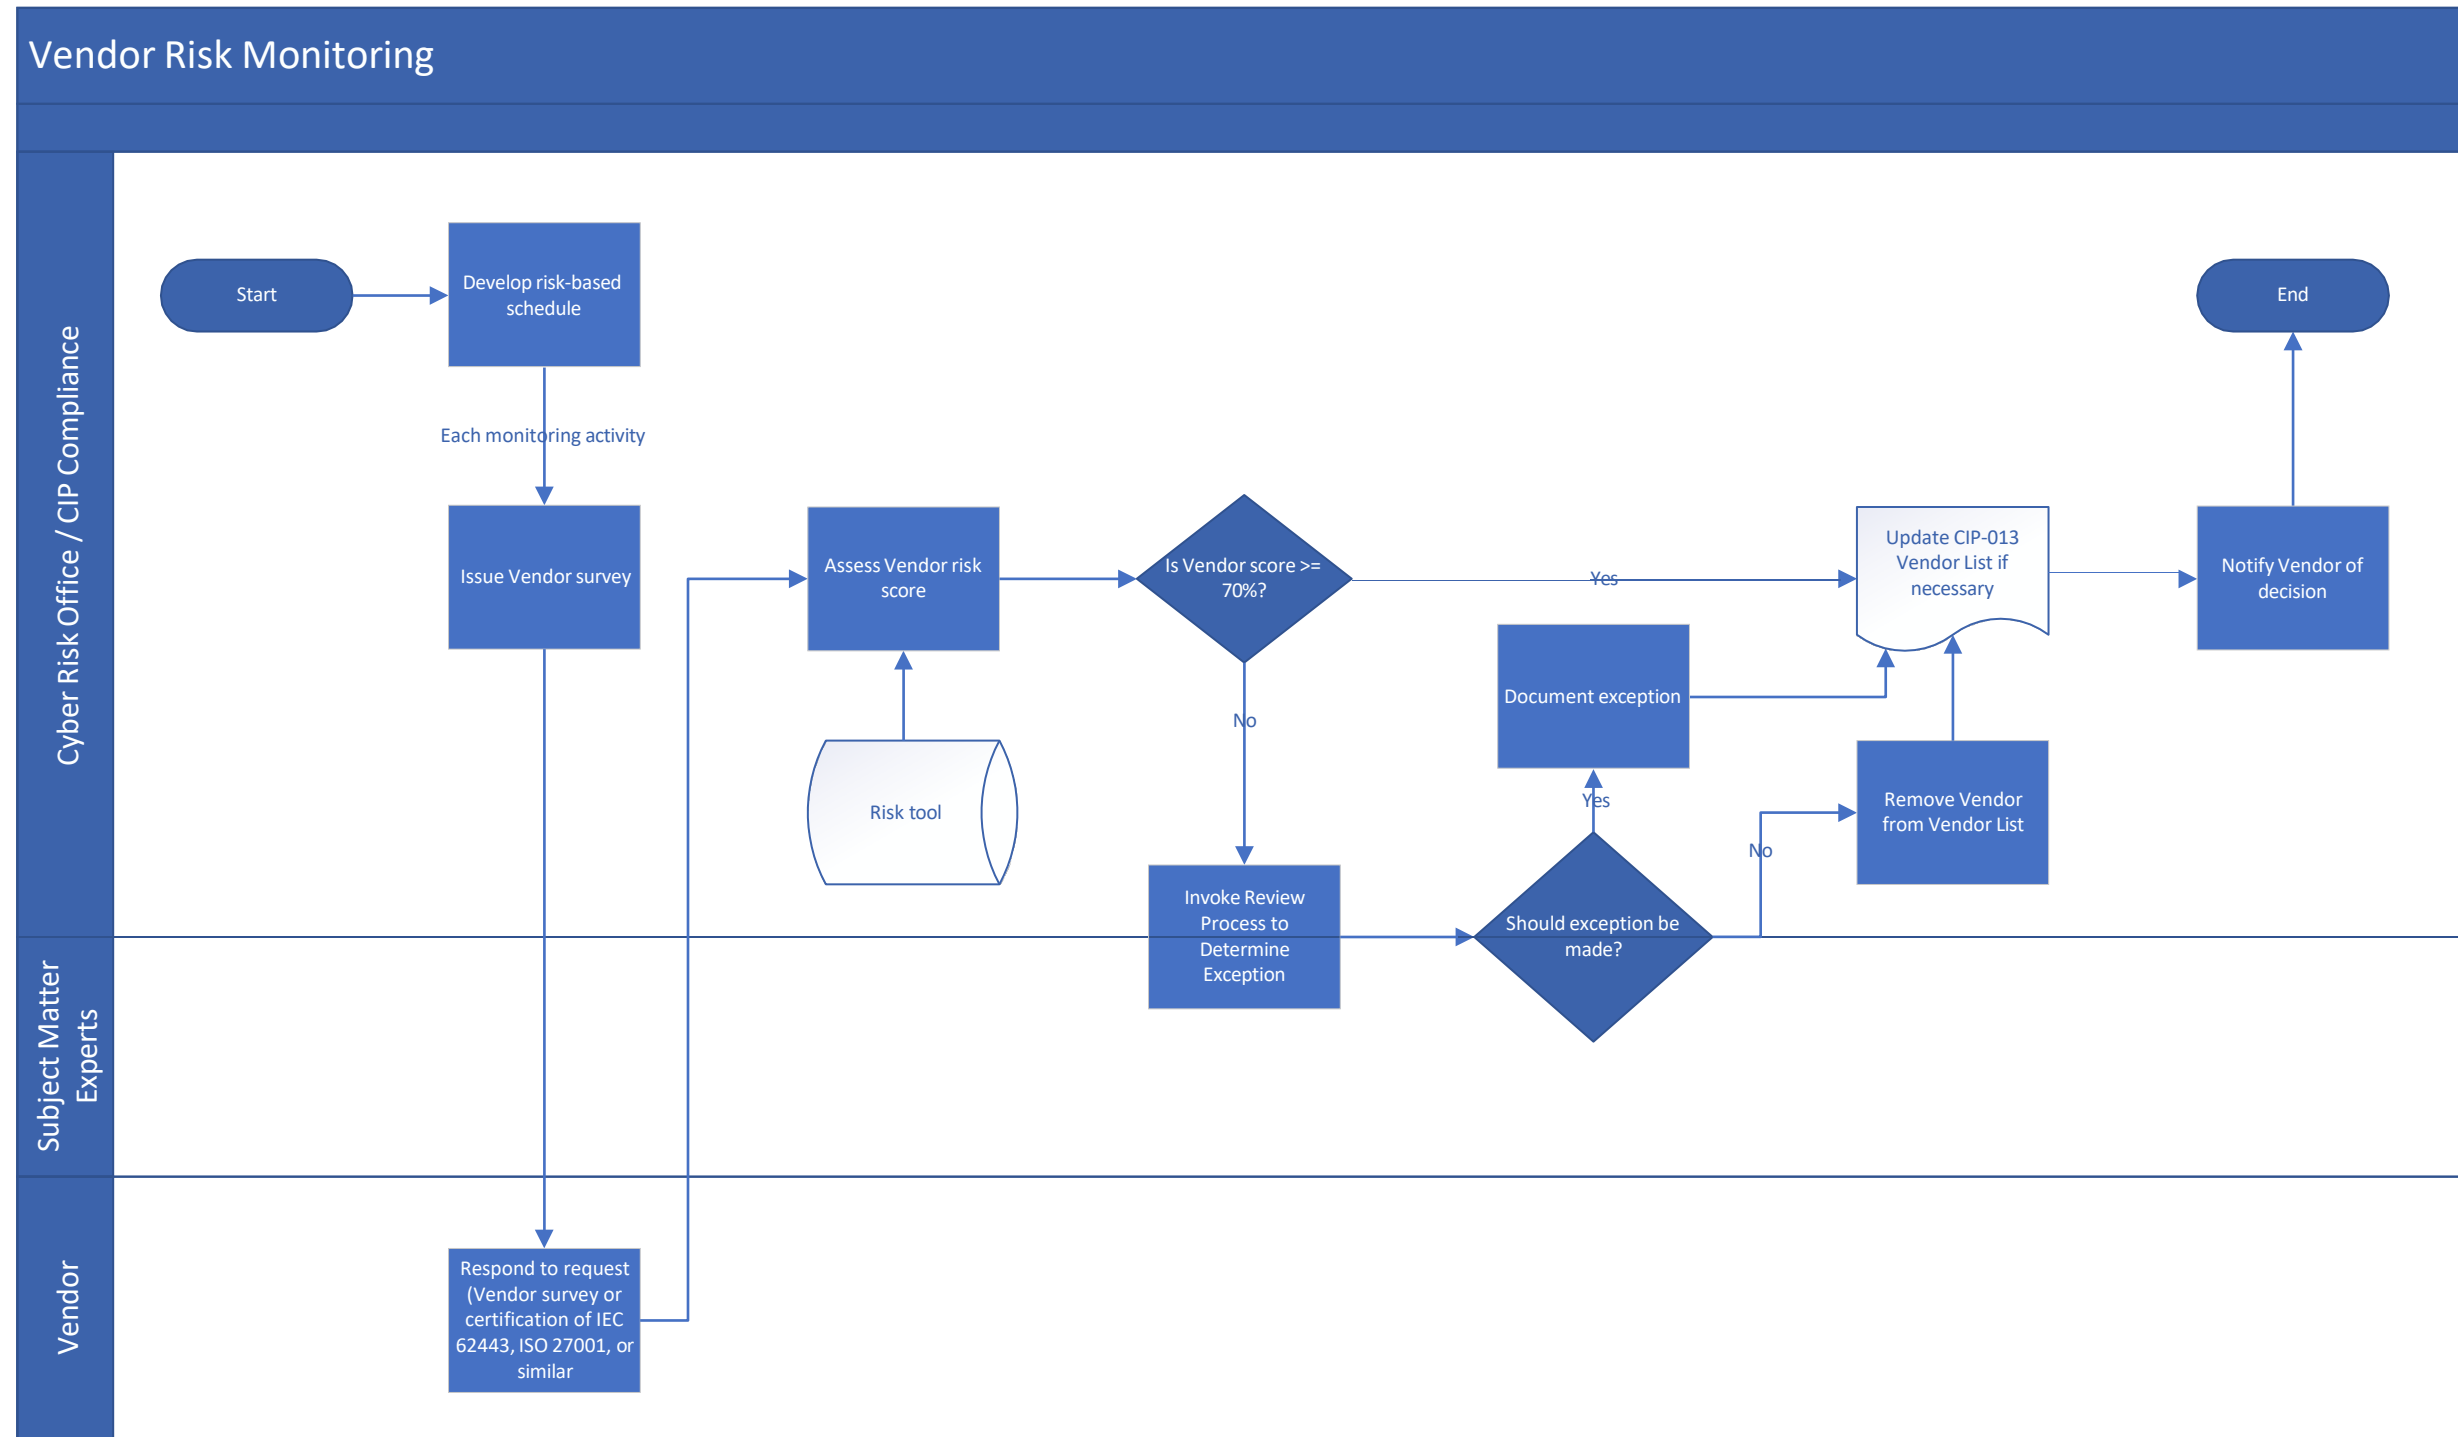 Vendor Risk Monitoring
Cyber Risk Office / CIP Compliance
Start
Develop risk-based
schedule
Each monitoring activity
Issue Vendor survey
Assess Vendor risk
score
Risk tool
Is Vendor score >=
70%?
Yes
No
Invoke Review
Process to
Determine
Exception
Should exception be
made?
Yes
Document exception
No
Remove Vendor
from Vendor List
Update CIP-013
Vendor List if
necessary
Notify Vendor of
decision
End
Subject Matter
Experts
Vendor
Respond to request
(Vendor survey or
certification of IEC
62443, ISO 27001, or
similar